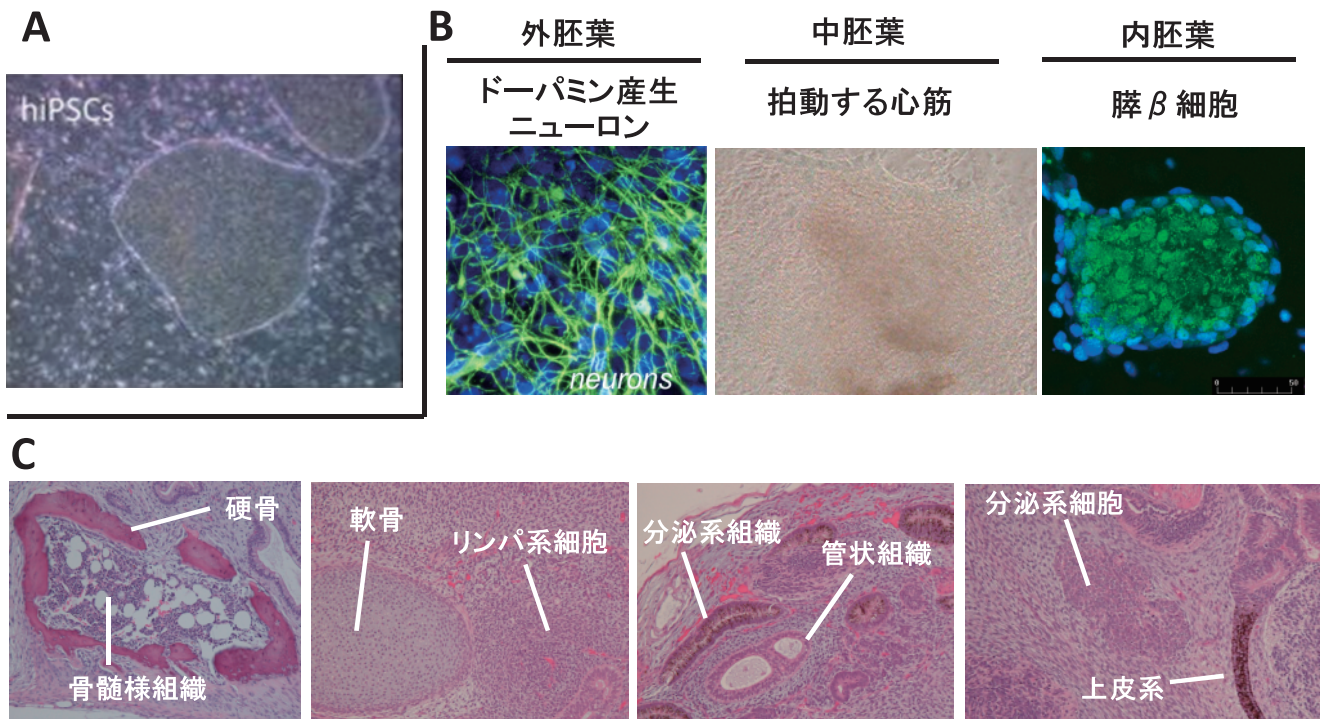 A
hiPSCs
B
外胚葉
ドーパミン産生
ニューロン
neurons
中胚葉
拍動する心筋
内胚葉
膵β細胞
0 50
C
硬骨
骨髄様組織
軟骨
リンパ系細胞
分泌系組織
管状組織
分泌系細胞
上皮系